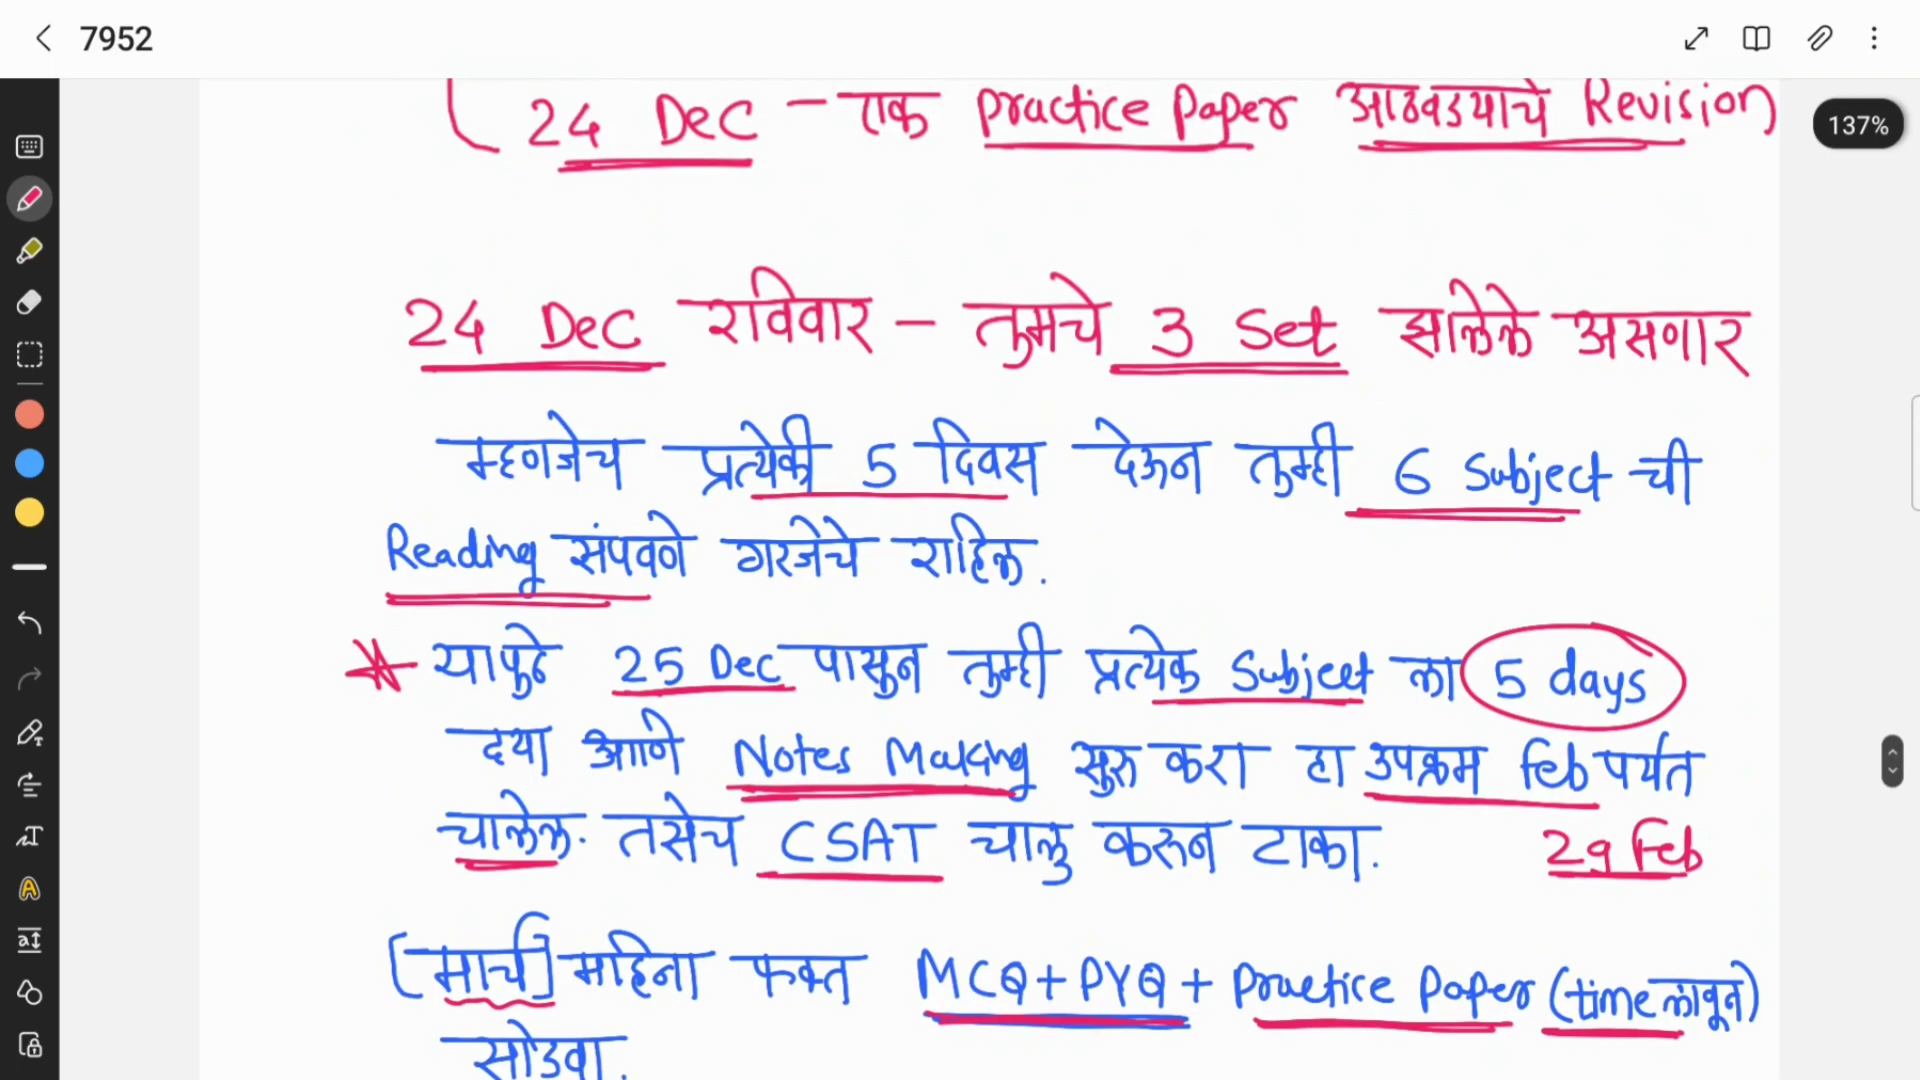 7952
137%
24 Dec – एक Practice Paper आठवड्याचे Revision
24 Dec रविवार – तुमचे 3 Set झालेले असणार
म्हणजेच प्रत्येकी 5 दिवस देऊन तुम्ही 6 Subject ची
Reading संपवणे गरजेचे राहिल.
यापुढे 25 Dec पासुन तुम्ही प्रत्येक Subject ला 5 days
दया आणि Notes Making सुरु करा हा उपक्रम Feb पर्यंत
चालेल. तसेच CSAT चालु करून टाका. 29 Feb
[मार्च] महिना फक्त MCQ + PYQ + Practice Paper (time लावून)
सोडवा.